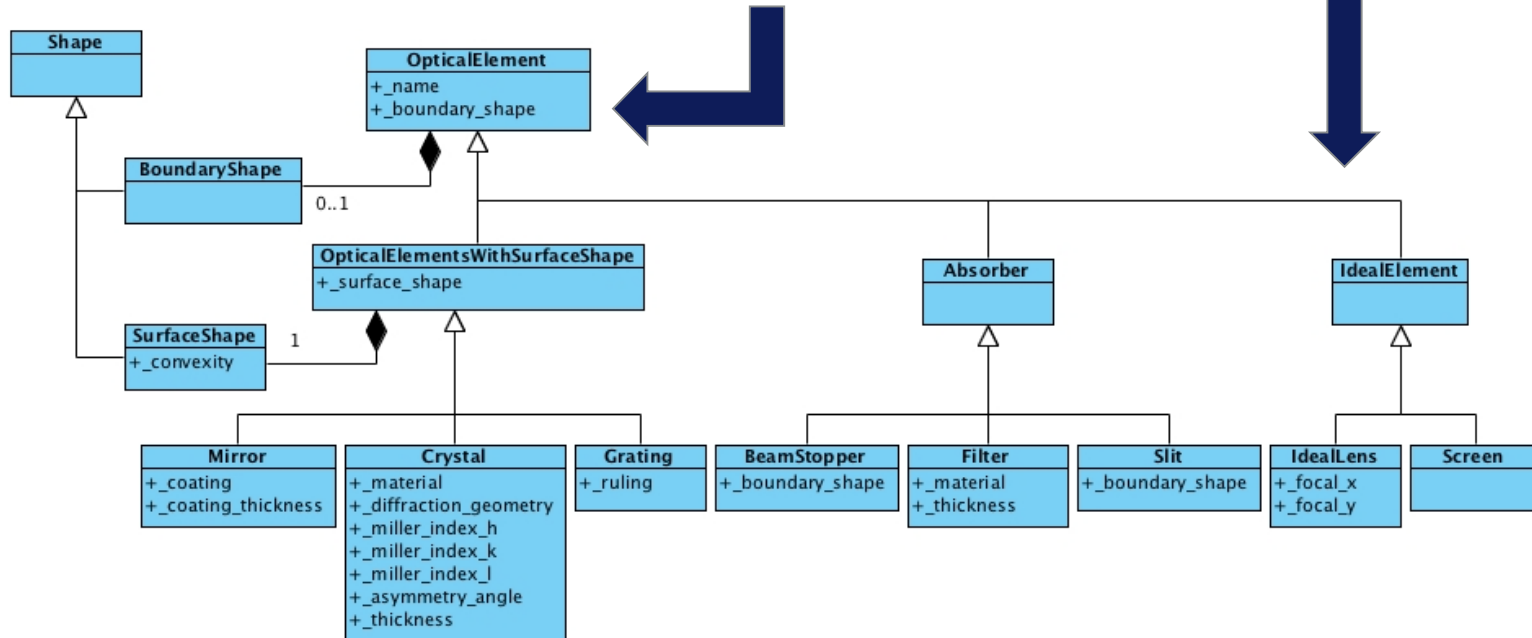 Shape
OpticalElement
+_name
+_boundary_shape
BoundaryShape
0..1
OpticalElementsWithSurfaceShape
+_surface_shape
Absorber
IdealElement
SurfaceShape
+_convexity
1
Mirror
+_coating
+_coating_thickness
Crystal
+_material
+_diffraction_geometry
+_miller_index_h
+_miller_index_k
+_miller_index_l
+_asymmetry_angle
+_thickness
Grating
+_ruling
BeamStopper
+_boundary_shape
Filter
+_material
+_thickness
Slit
+_boundary_shape
IdealLens
+_focal_x
+_focal_y
Screen